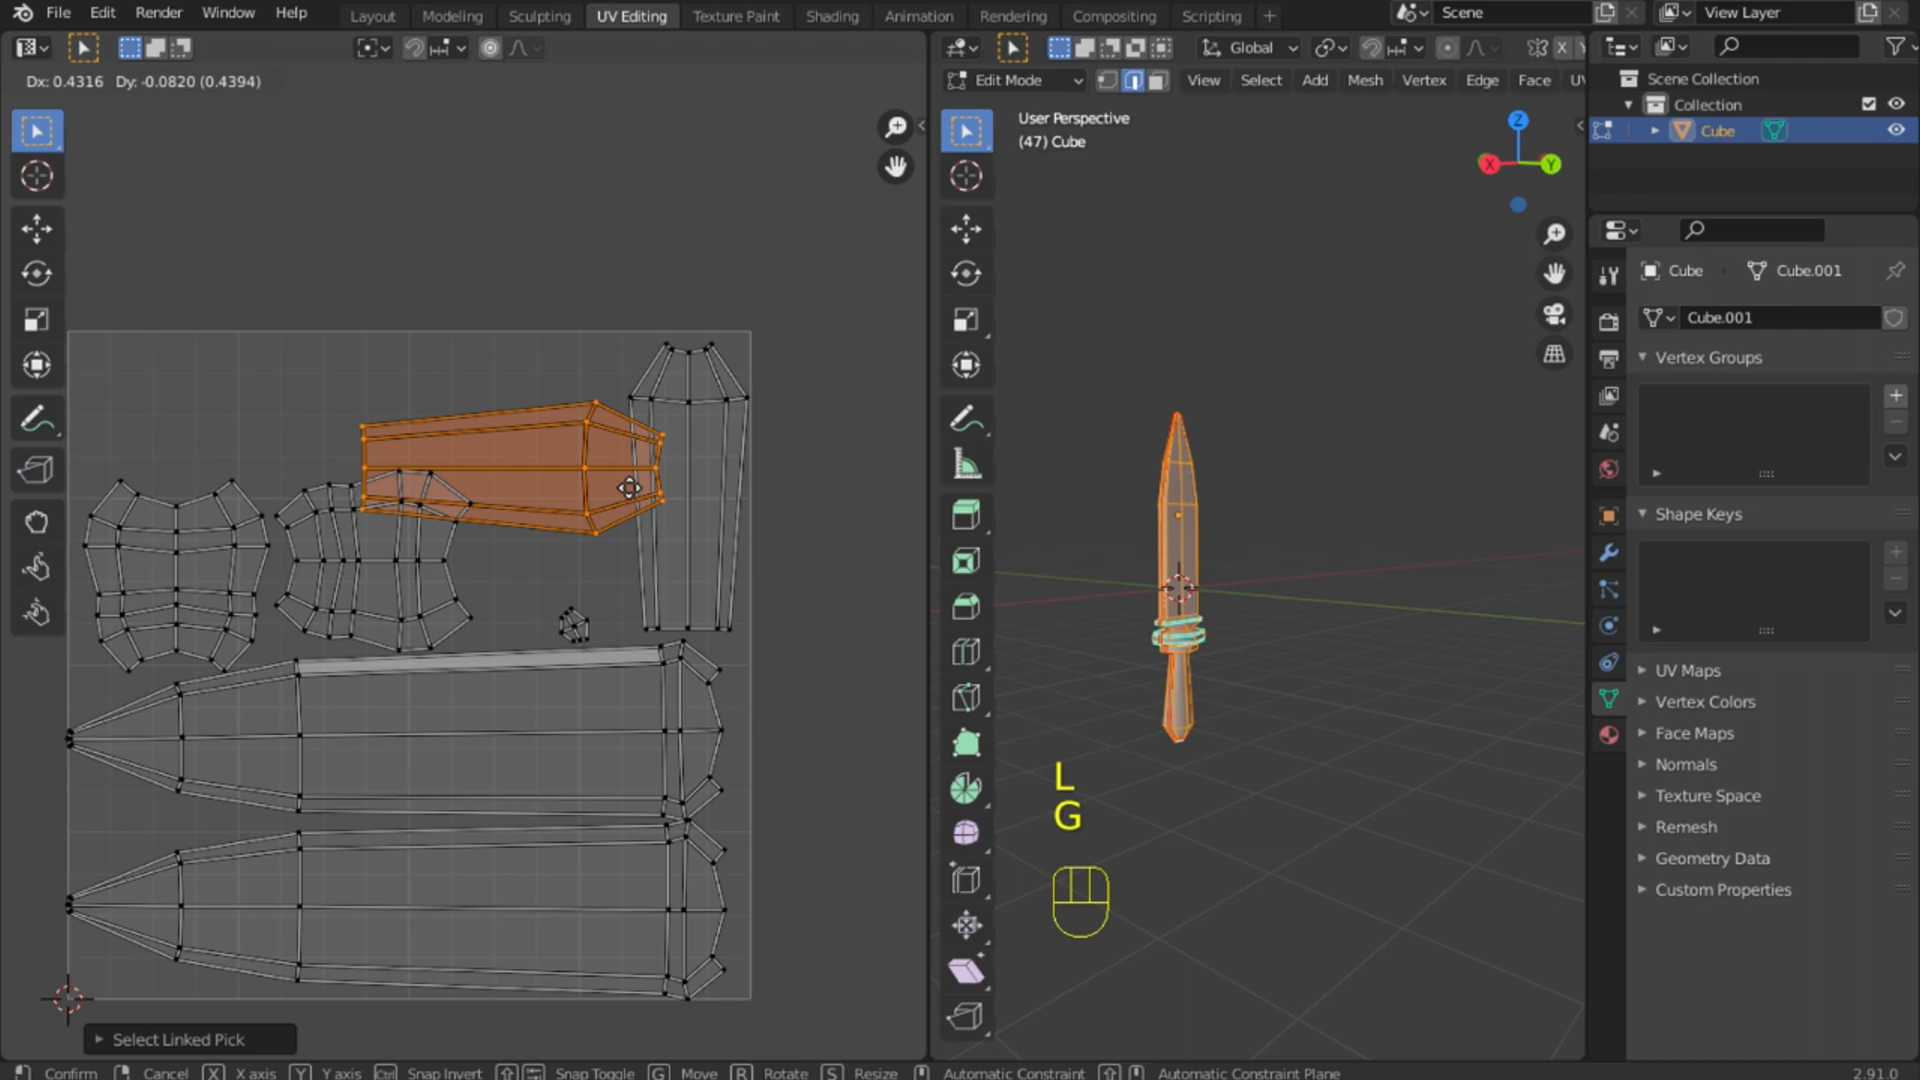 File Edit Render Window Help
Layout Modeling Sculpting UV Editing Texture Paint Shading Animation Rendering Compositing Scripting +
Scene
View Layer
Global
X
Dx: 0.4316 Dy: -0.0820 (0.4394)
Edit Mode View Select Add Mesh Vertex Edge Face UV
Scene Collection
Collection
Cube
User Perspective
(47) Cube
Z
X
Y
Cube Cube.001
Cube.001
Vertex Groups
Shape Keys
UV Maps
Vertex Colors
Face Maps
Normals
Texture Space
Remesh
Geometry Data
Custom Properties
L
G
Select Linked Pick
Confirm Cancel X X axis Y Y axis Ctrl Snap Invert Snap Toggle G Move R Rotate S Resize Automatic Constraint Automatic Constraint Plane 2.91.0